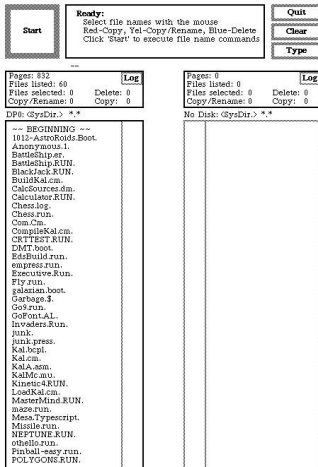 Start
Ready:
Select file names with the mouse
Red-Copy, Yel-Copy/Rename, Blue-Delete
Click 'Start' to execute file name commands
Quit
Clear
Type
Pages: 832
Files listed: 60
Files selected: 0 Delete: 0
Copy/Rename: 0 Copy: 0
Log
DP0: <SysDir.> *.*
~~ BEGINNING ~~
1012-AstroRoids.Boot.
Anonymous.1.
BattleShip.er.
BattleShip.RUN.
BlackJack.RUN.
BuildKal.cm.
CalcSources.dm.
Calculator.RUN.
Chess.log.
Chess.run.
Com.Cm.
CompileKal.cm.
CRTTEST.RUN.
DMT.boot.
EdsBuild.run.
empress.run.
Executive.Run.
Fly.run.
galaxian.boot.
Garbage.$.
Go9.run.
GoFont.AL.
Invaders.Run.
junk.
junk.press.
Kal.bcpl.
Kal.cm.
KalA.asm.
KalMc.mu.
Kinetic4.RUN.
LoadKal.cm.
MasterMind.RUN.
maze.run.
Mesa.Typescript.
Missile.run.
NEPTUNE.RUN.
othello.run.
Pinball-easy.run.
POLYGONS.RUN.
Pages: 0
Files listed: 0
Files selected: 0 Delete: 0
Copy/Rename: 0 Copy: 0
Log
No Disk: <SysDir.> *.*